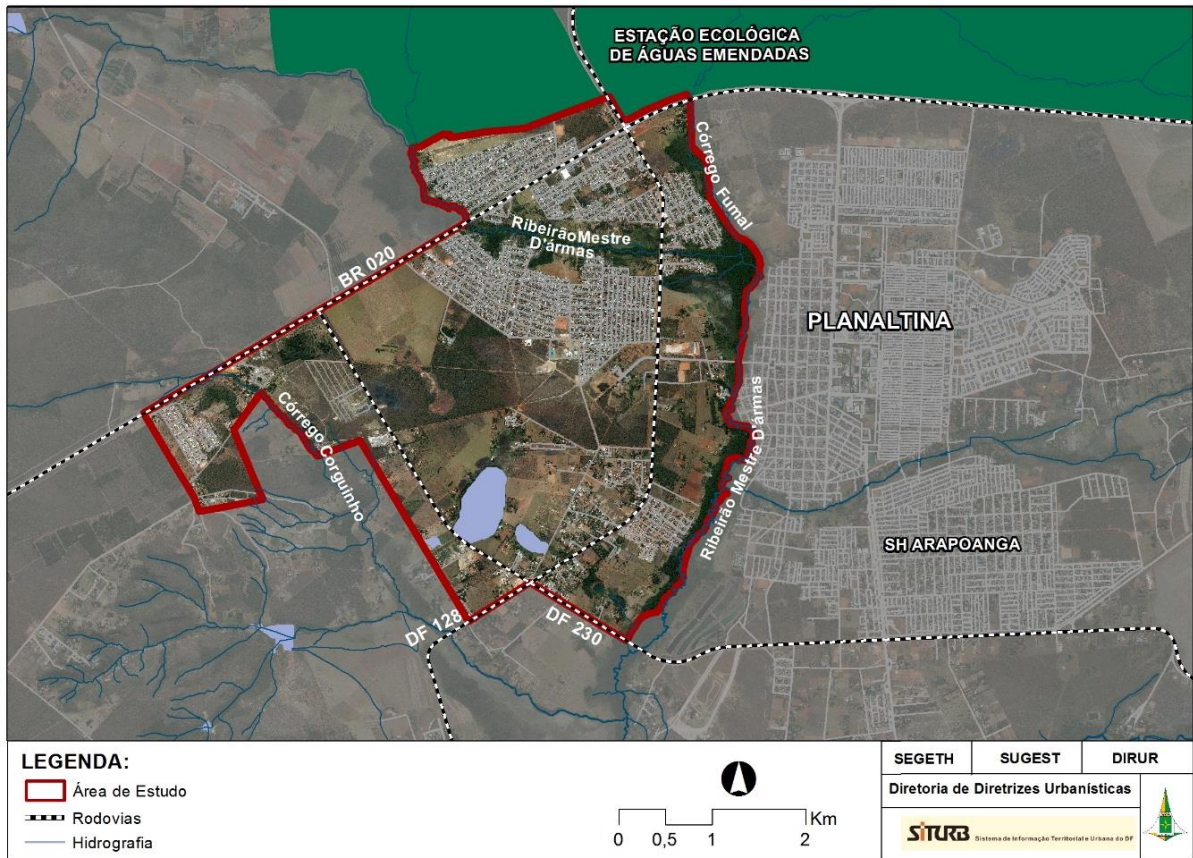 ESTAÇÃO ECOLÓGICA
DE ÁGUAS EMENDADAS
Córrego Fumal
Ribeirão Mestre
D'ármas
BR 020
PLANALTINA
Córrego Corguinho
Ribeirão Mestre D'ármas
SH ARAPOANGA
DF 128
DF 230
LEGENDA:
Área de Estudo
Rodovias
Hidrografia
0 0,5 1 2 Km
SEGETH SUGEST DIRUR
Diretoria de Diretrizes Urbanísticas
SiTURB Sistema de Informação Territorial e Urbana do DF